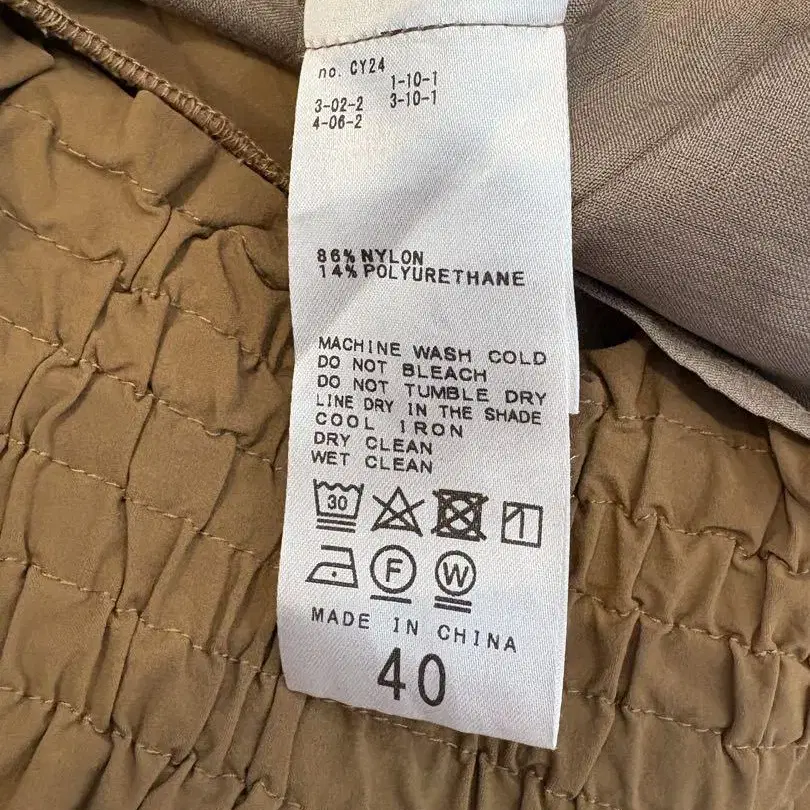 no. CY24
1-10-1
3-02-2 3-10-1
4-06-2
86% NYLON
14% POLYURETHANE
MACHINE WASH COLD
DO NOT BLEACH
DO NOT TUMBLE DRY
LINE DRY IN THE SHADE
COOL IRON
DRY CLEAN
WET CLEAN
30
F W
MADE IN CHINA
40